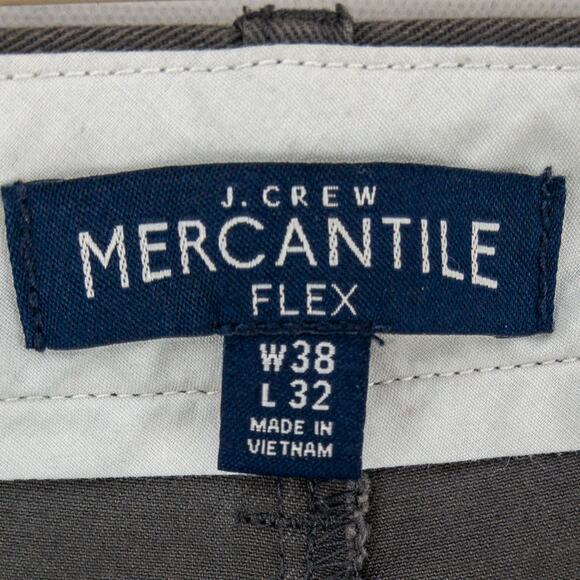 J. CREW
MERCANTILE
FLEX
W38
L 32
MADE IN
VIETNAM